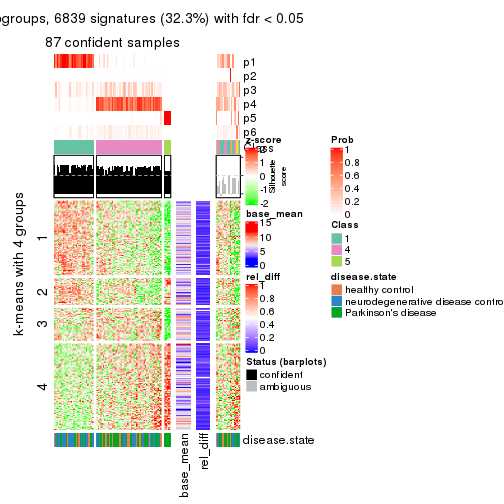 ogroups, 6839 signatures (32.3%) with fdr < 0.05
87 confident samples
p1
p2
p3
p4
p5
p6
Class
Silhouette score
k-means with 4 groups
1
2
3
4
base_mean
rel_diff
disease.state
z-score
2
1
0
-1
-2
base_mean
15
10
5
0
rel_diff
1
0.8
0.6
0.4
0.2
0
Status (barplots)
confident
ambiguous
Prob
1
0.8
0.6
0.4
0.2
0
Class
1
4
5
disease.state
healthy control
neurodegenerative disease contro
Parkinson's disease